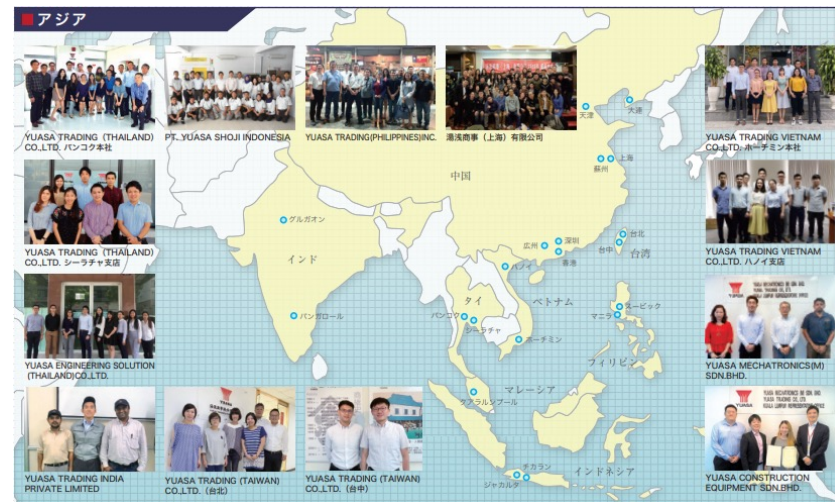 アジア
YUASA TRADING (THAILAND)
CO.,LTD. バンコク本社
PT. YUASA SHOJI INDONESIA
YUASA TRADING(PHILIPPINES)INC.
湯浅商事(上海)有限公司
YUASA TRADING VIETNAM
CO.,LTD. ホーチミン本社
YUASA TRADING (THAILAND)
CO.,LTD. シーラチャ支店
YUASA TRADING VIETNAM
CO.,LTD. ハノイ支店
YUASA ENGINEERING SOLUTION
(THAILAND)CO.,LTD.
YUASA MECHATRONICS(M)
SDN.BHD.
YUASA TRADING INDIA
PRIVATE LIMITED
YUASA TRADING (TAIWAN)
CO.,LTD.(台北)
YUASA TRADING (TAIWAN)
CO.,LTD.(台中)
YUASA CONSTRUCTION
EQUIPMENT SDN.BHD.
天津
大連
蘇州
上海
中国
グルガオン
インド
バンガロール
広州
深圳
香港
台北
台中
台湾
ハノイ
タイ
ベトナム
バンコク
シーラチャ
ホーチミン
スービック
マニラ
フィリピン
マレーシア
クアラルンプール
チカラン
ジャカルタ
インドネシア
YUASA
YUASA